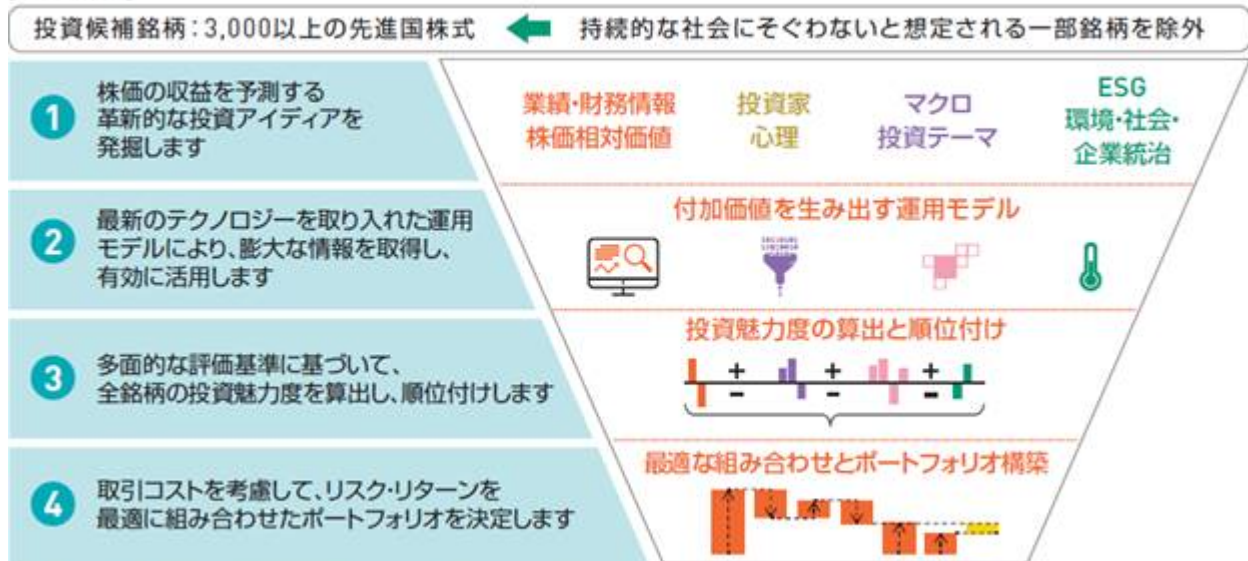 投資候補銘柄：3,000以上の先進国株式
持続的な社会にそぐわないと想定される一部銘柄を除外
1
株価の収益を予測する
革新的な投資アイディアを
発掘します
業績・財務情報
株価相対価値
投資家
心理
マクロ
投資テーマ
ESG
環境・社会・
企業統治
2
最新のテクノロジーを取り入れた運用
モデルにより、膨大な情報を取得し、
有効に活用します
付加価値を生み出す運用モデル
3
多面的な評価基準に基づいて、
全銘柄の投資魅力度を算出し、順位付けします
投資魅力度の算出と順位付け
+ + +
− − −
4
取引コストを考慮して、リスク・リターンを
最適に組み合わせたポートフォリオを決定します
最適な組み合わせとポートフォリオ構築